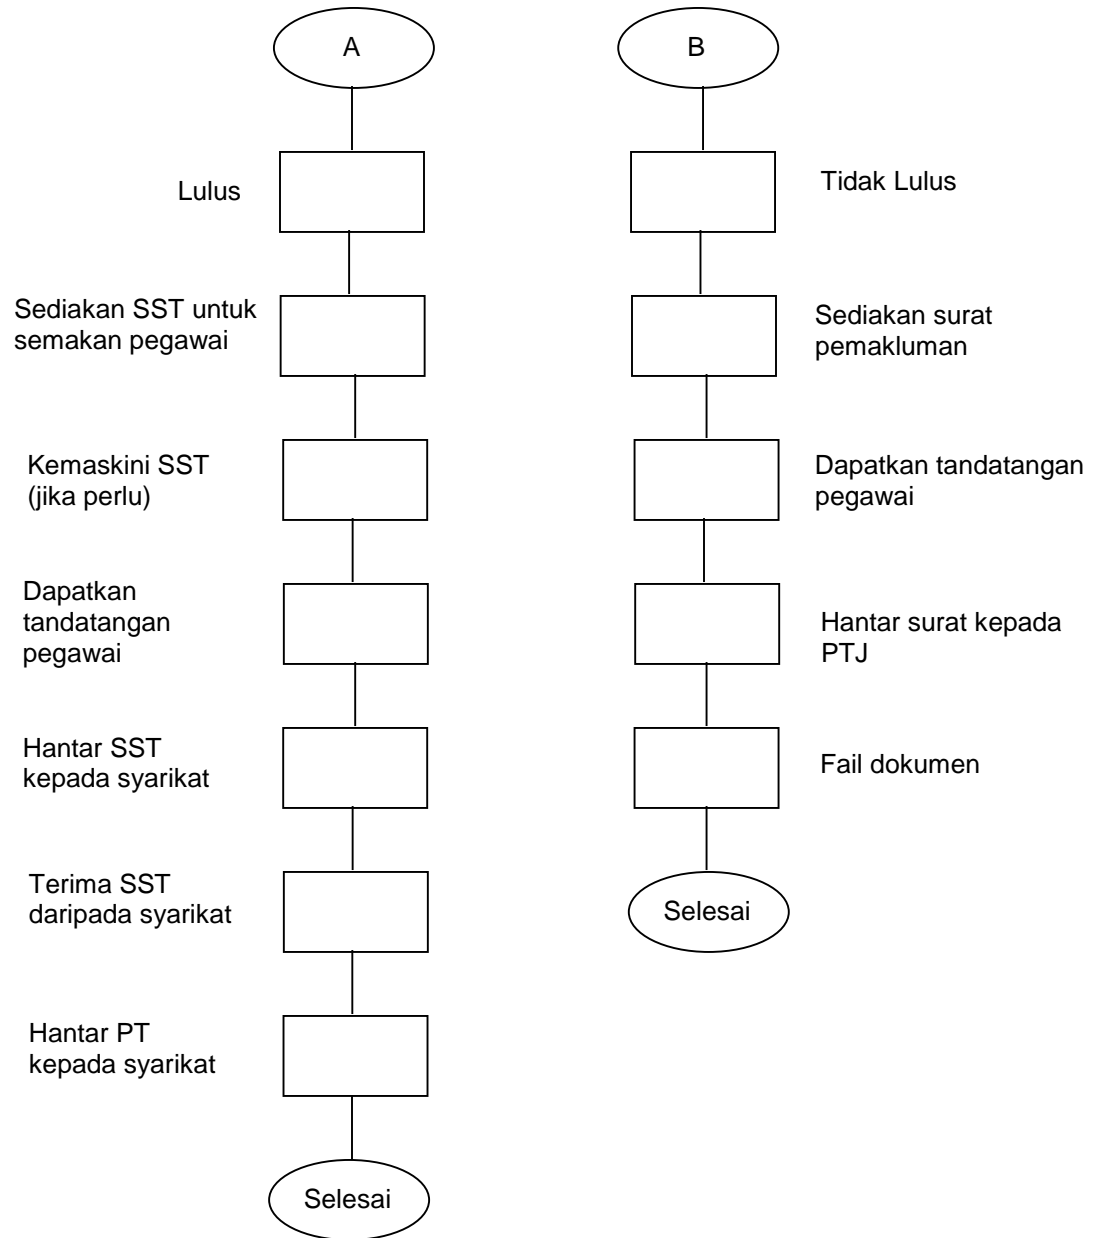 A
Lulus
Sediakan SST untuk
semakan pegawai
Kemaskini SST
(jika perlu)
Dapatkan
tandatangan
pegawai
Hantar SST
kepada syarikat
Terima SST
daripada syarikat
Hantar PT
kepada syarikat
Selesai
B
Tidak Lulus
Sediakan surat
pemakluman
Dapatkan tandatangan
pegawai
Hantar surat kepada
PTJ
Fail dokumen
Selesai